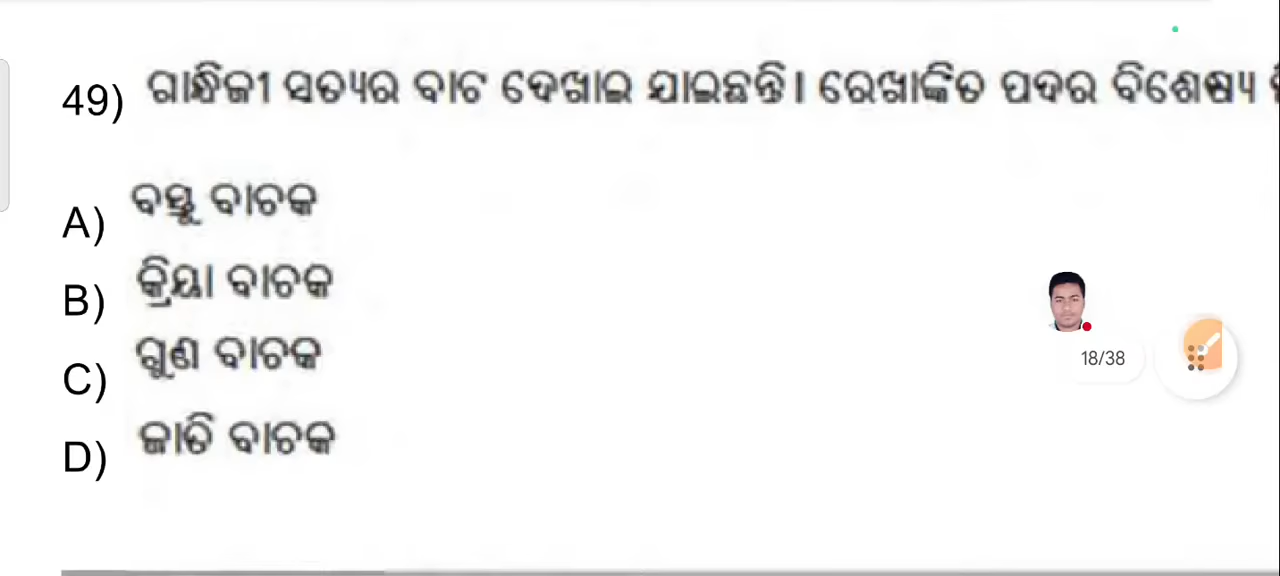 49) ଗାନ୍ଧିଜୀ ସତ୍ୟର ବାଟ ଦେଖାଇ ଯାଇଛନ୍ତି। ରେଖାଙ୍କିତ ପଦର ବିଶେଷ୍ୟ
A) ବସ୍ତୁ ବାଚକ
B) କ୍ରିୟା ବାଚକ
18/38
C) ଗୁଣ ବାଚକ
D) ଜାତି ବାଚକ